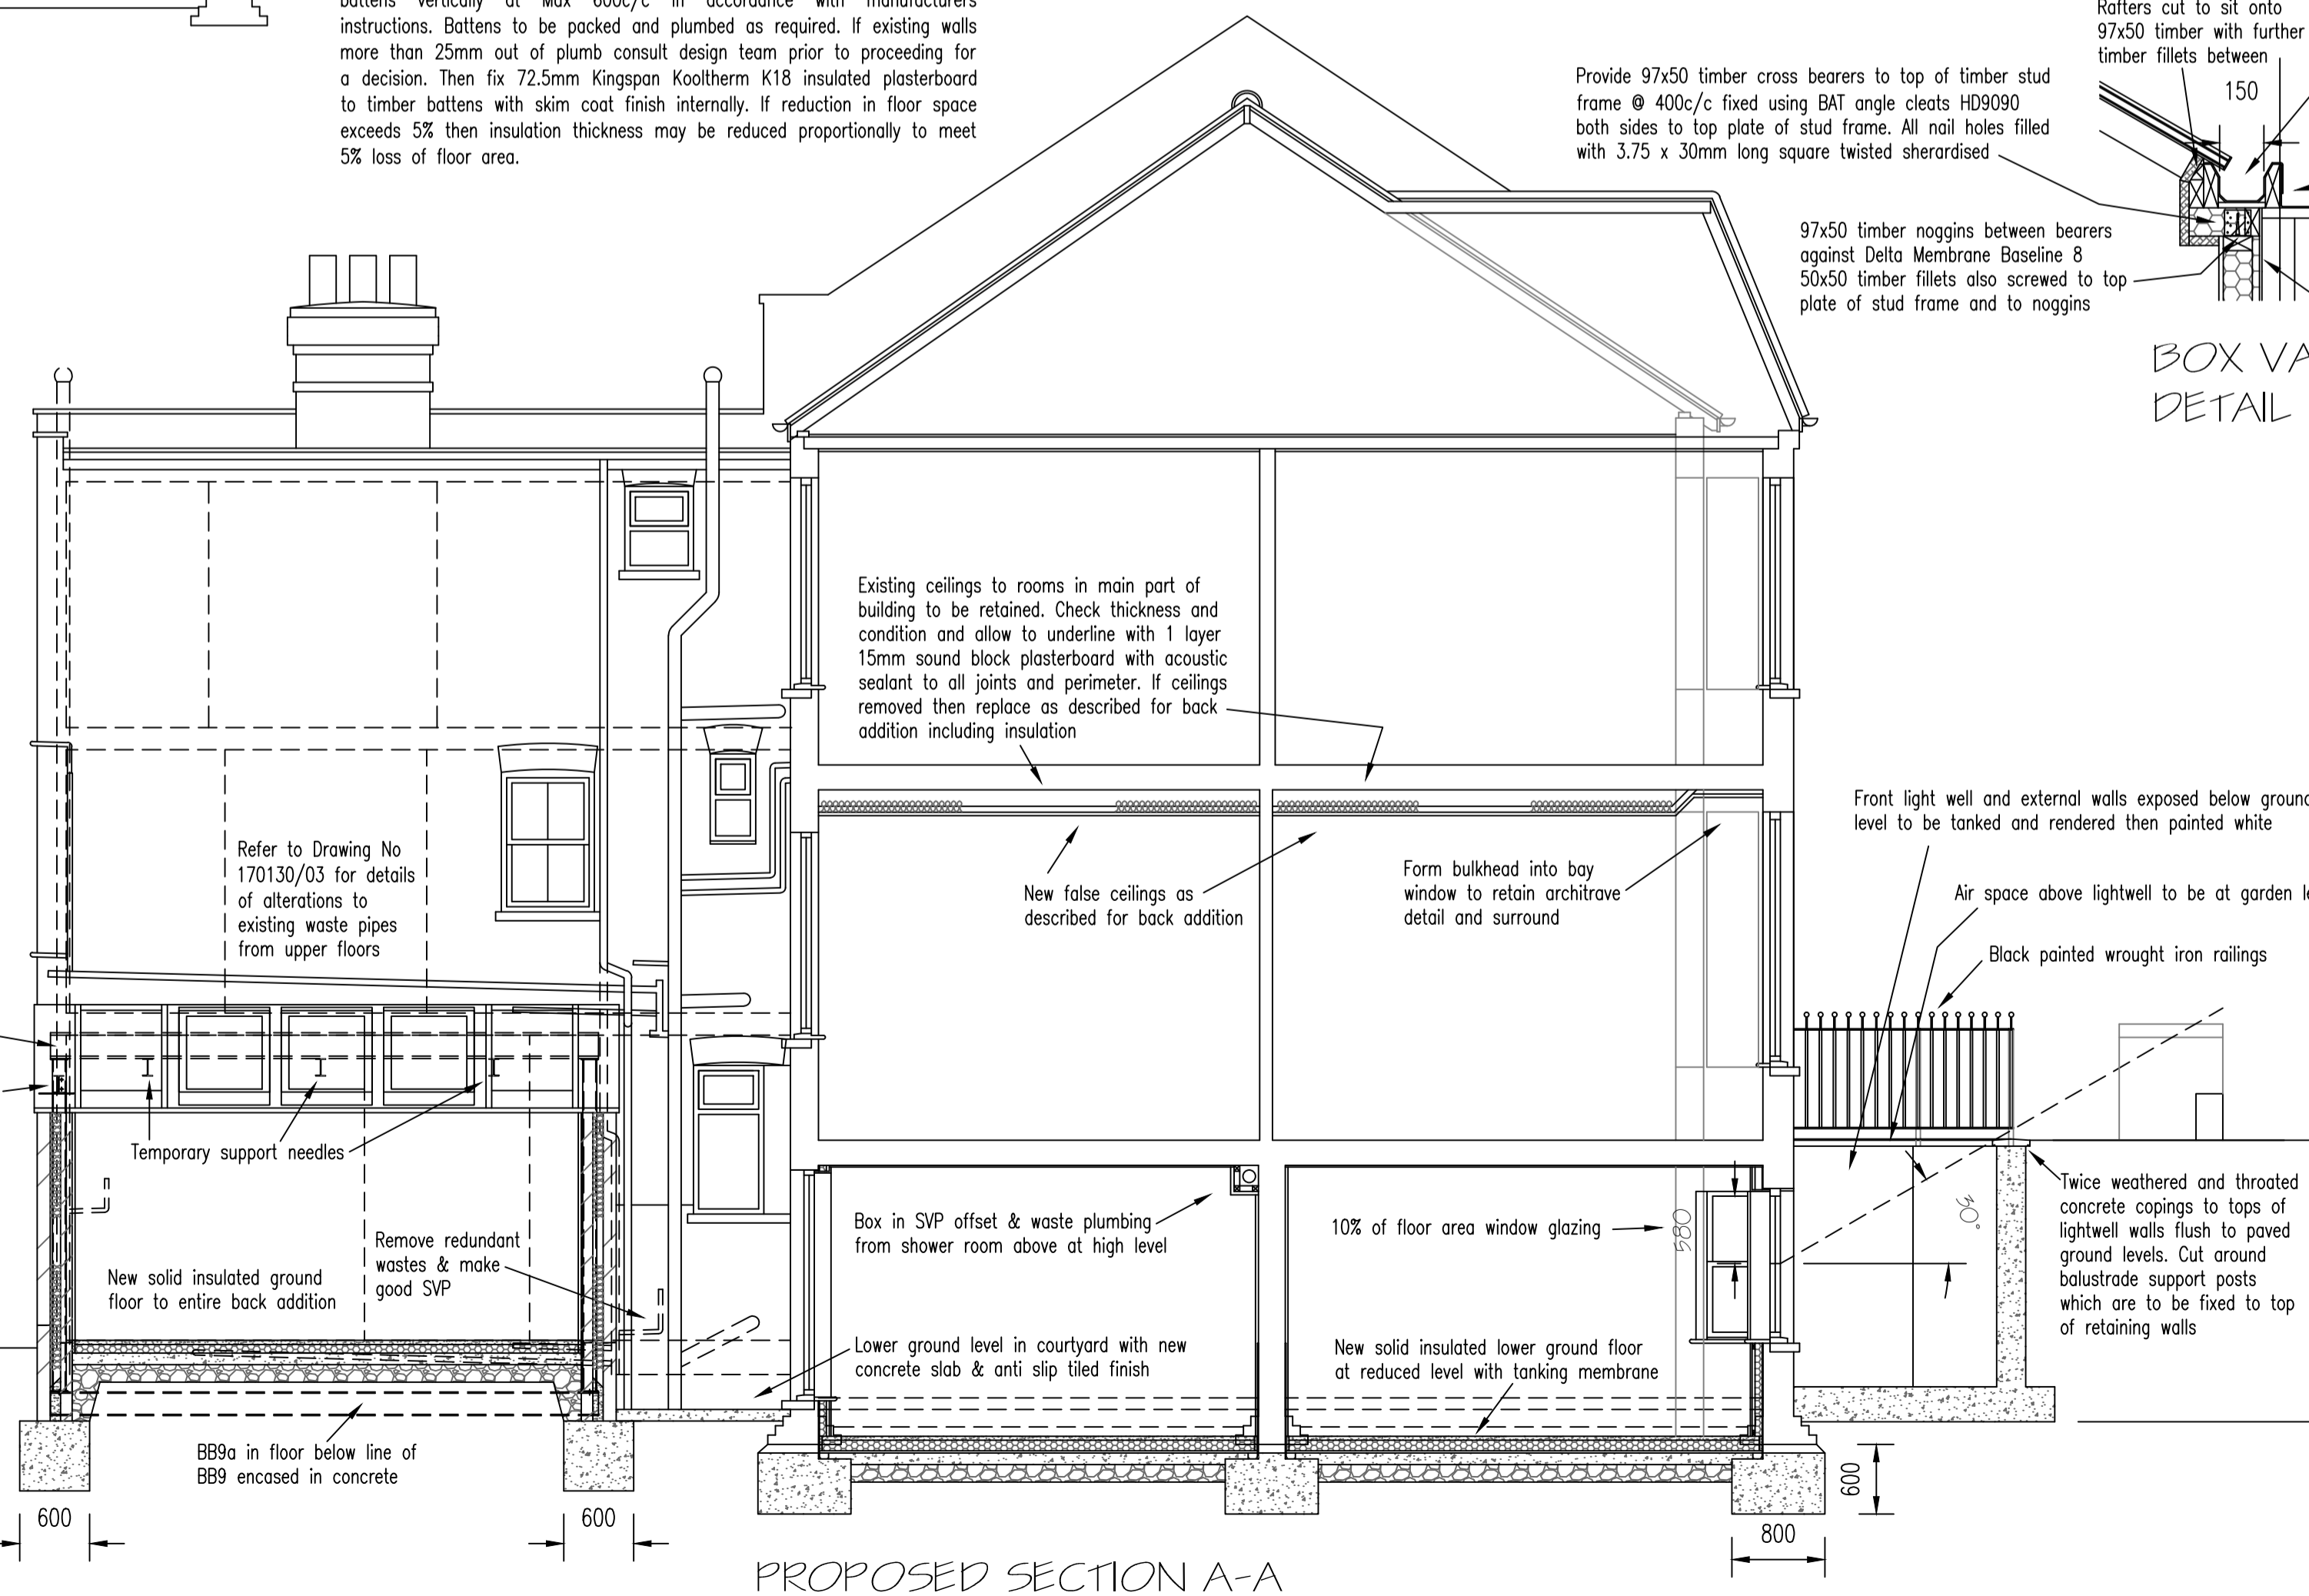 battens vertically at Max 600c/c in accordance with manufacturers
instructions. Battens to be packed and plumbed as required. If existing walls
more than 25mm out of plumb consult design team prior to proceeding for
a decision. Then fix 72.5mm Kingspan Kooltherm K18 insulated plasterboard
to timber battens with skim coat finish internally. If reduction in floor space
exceeds 5% then insulation thickness may be reduced proportionally to meet
5% loss of floor area.
Rafters cut to sit onto
97x50 timber with further
timber fillets between
150
Provide 97x50 timber cross bearers to top of timber stud
frame @ 400c/c fixed using BAT angle cleats HD9090
both sides to top plate of stud frame. All nail holes filled
with 3.75 x 30mm long square twisted sherardised
97x50 timber noggins between bearers
against Delta Membrane Baseline 8
50x50 timber fillets also screwed to top
plate of stud frame and to noggins
BOX VA
DETAIL
Existing ceilings to rooms in main part of
building to be retained. Check thickness and
condition and allow to underline with 1 layer
15mm sound block plasterboard with acoustic
sealant to all joints and perimeter. If ceilings
removed then replace as described for back
addition including insulation
Refer to Drawing No
170130/03 for details
of alterations to
existing waste pipes
from upper floors
New false ceilings as
described for back addition
Form bulkhead into bay
window to retain architrave
detail and surround
Front light well and external walls exposed below ground
level to be tanked and rendered then painted white
Air space above lightwell to be at garden le
Black painted wrought iron railings
Temporary support needles
New solid insulated ground
floor to entire back addition
Remove redundant
wastes & make
good SVP
Box in SVP offset & waste plumbing
from shower room above at high level
10% of floor area window glazing
580
30°
Twice weathered and throated
concrete copings to tops of
lightwell walls flush to paved
ground levels. Cut around
balustrade support posts
which are to be fixed to top
of retaining walls
Lower ground level in courtyard with new
concrete slab & anti slip tiled finish
New solid insulated lower ground floor
at reduced level with tanking membrane
BB9a in floor below line of
BB9 encased in concrete
600
600
600
800
PROPOSED SECTION A-A